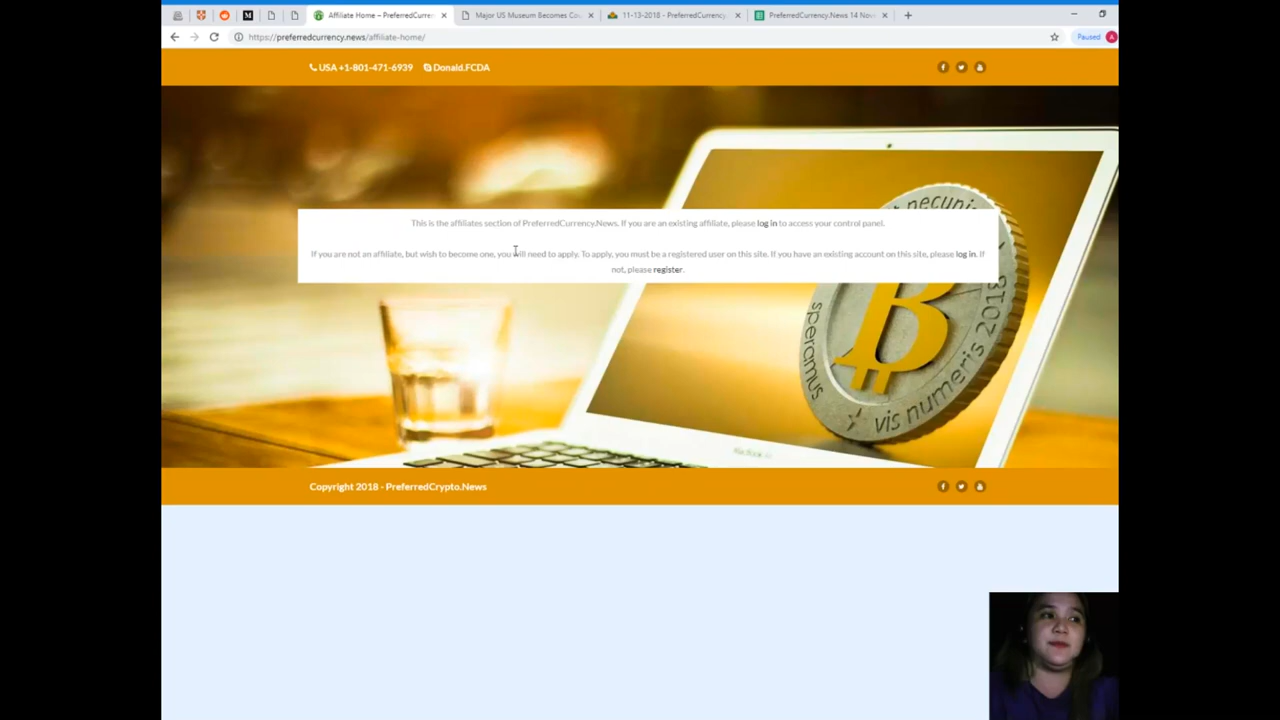 Affiliate Home – PreferredCurre
Major US Museum Becomes Co
11-13-2018 - PreferredCurrency.
PreferredCurrency.News 14 Nov
https://preferredcurrency.news/affiliate-home/
Paused
A
USA +1-801-471-6939
Donald.FCDA
This is the affiliates section of PreferredCurrency.News. If you are an existing affiliate, please log in to access your control panel.
If you are not an affiliate, but wish to become one, you will need to apply. To apply, you must be a registered user on this site. If you have an existing account on this site, please log in. If
not, please register.
necunic
B
speramus
vis numeris 2018
Copyright 2018 - PreferredCrypto.News